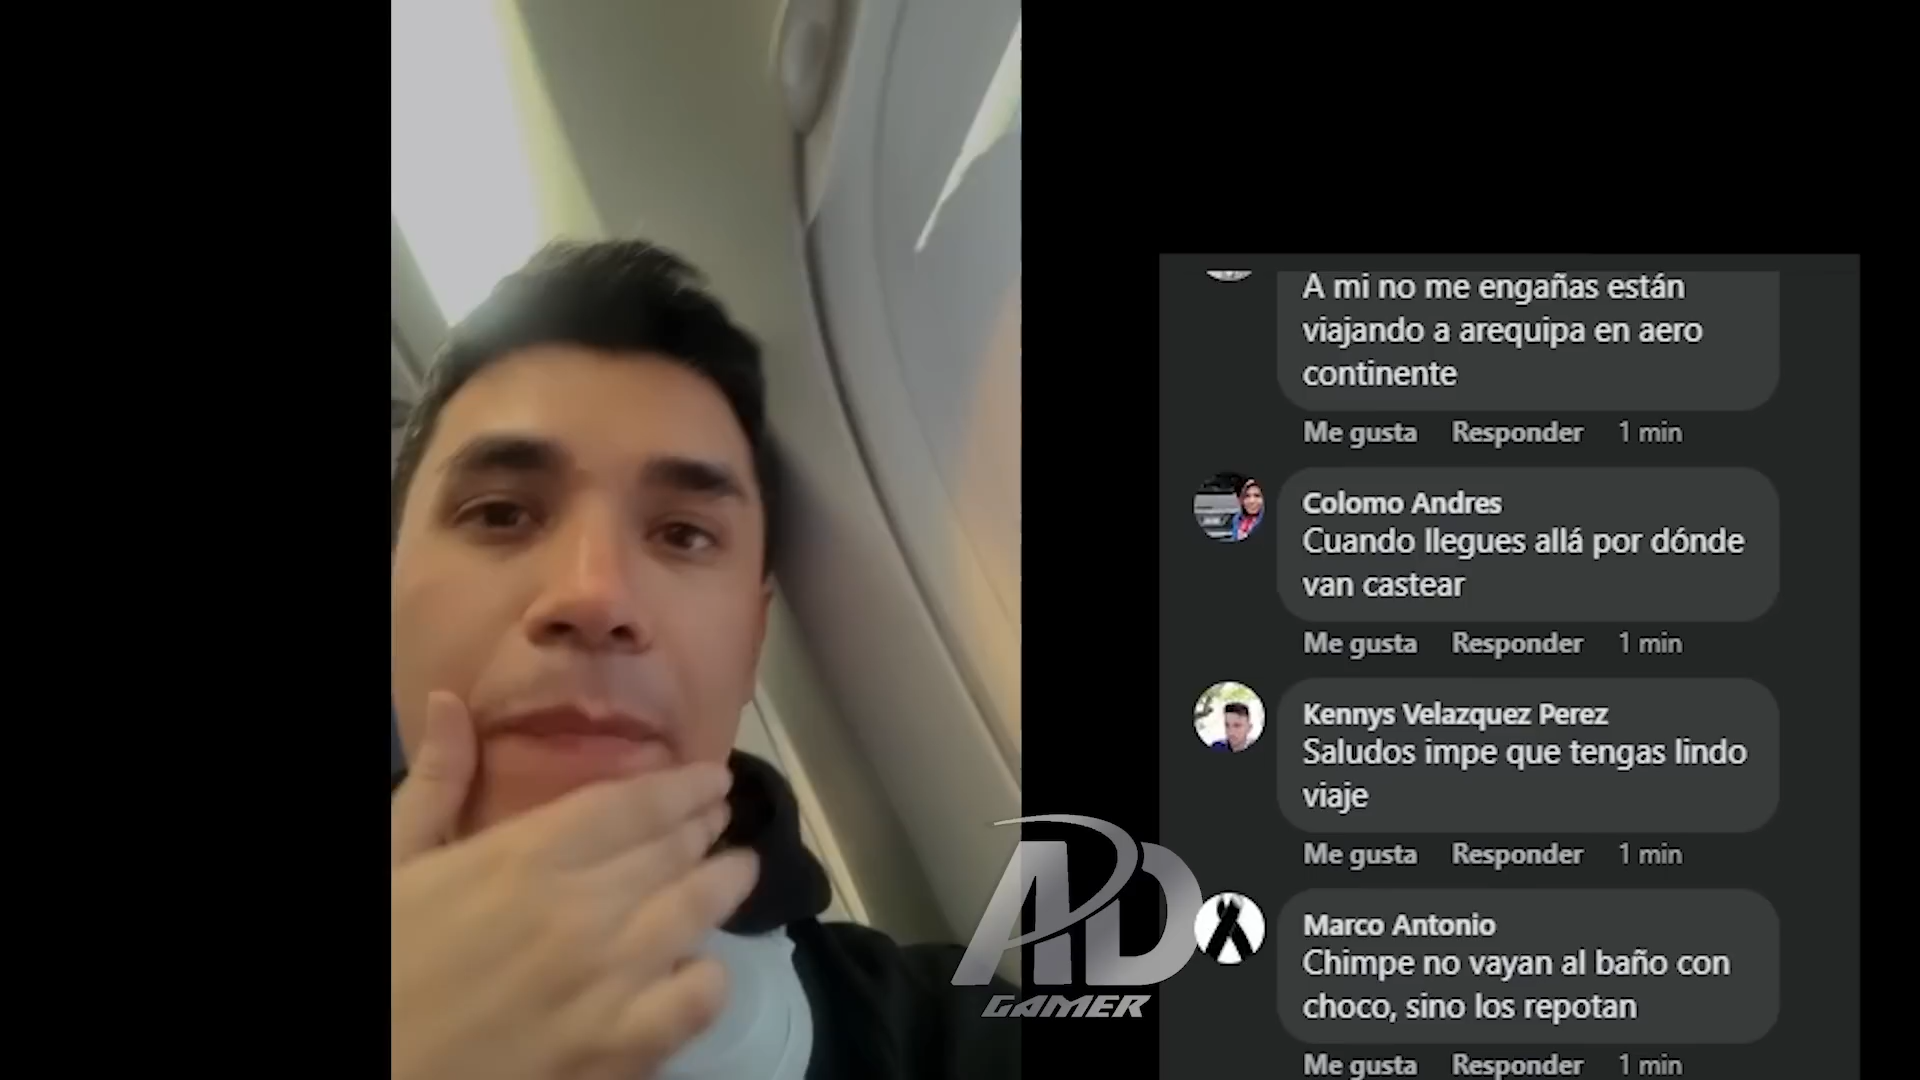 A mi no me engañas están
viajando a arequipa en aero
continente
Me gusta Responder 1 min
Colomo Andres
Cuando llegues allá por dónde
van castear
Me gusta Responder 1 min
Kennys Velazquez Perez
Saludos impe que tengas lindo
viaje
Me gusta Responder 1 min
AD
GAMER
Marco Antonio
Chimpe no vayan al baño con
choco, sino los repotan
Me gusta Responder 1 min